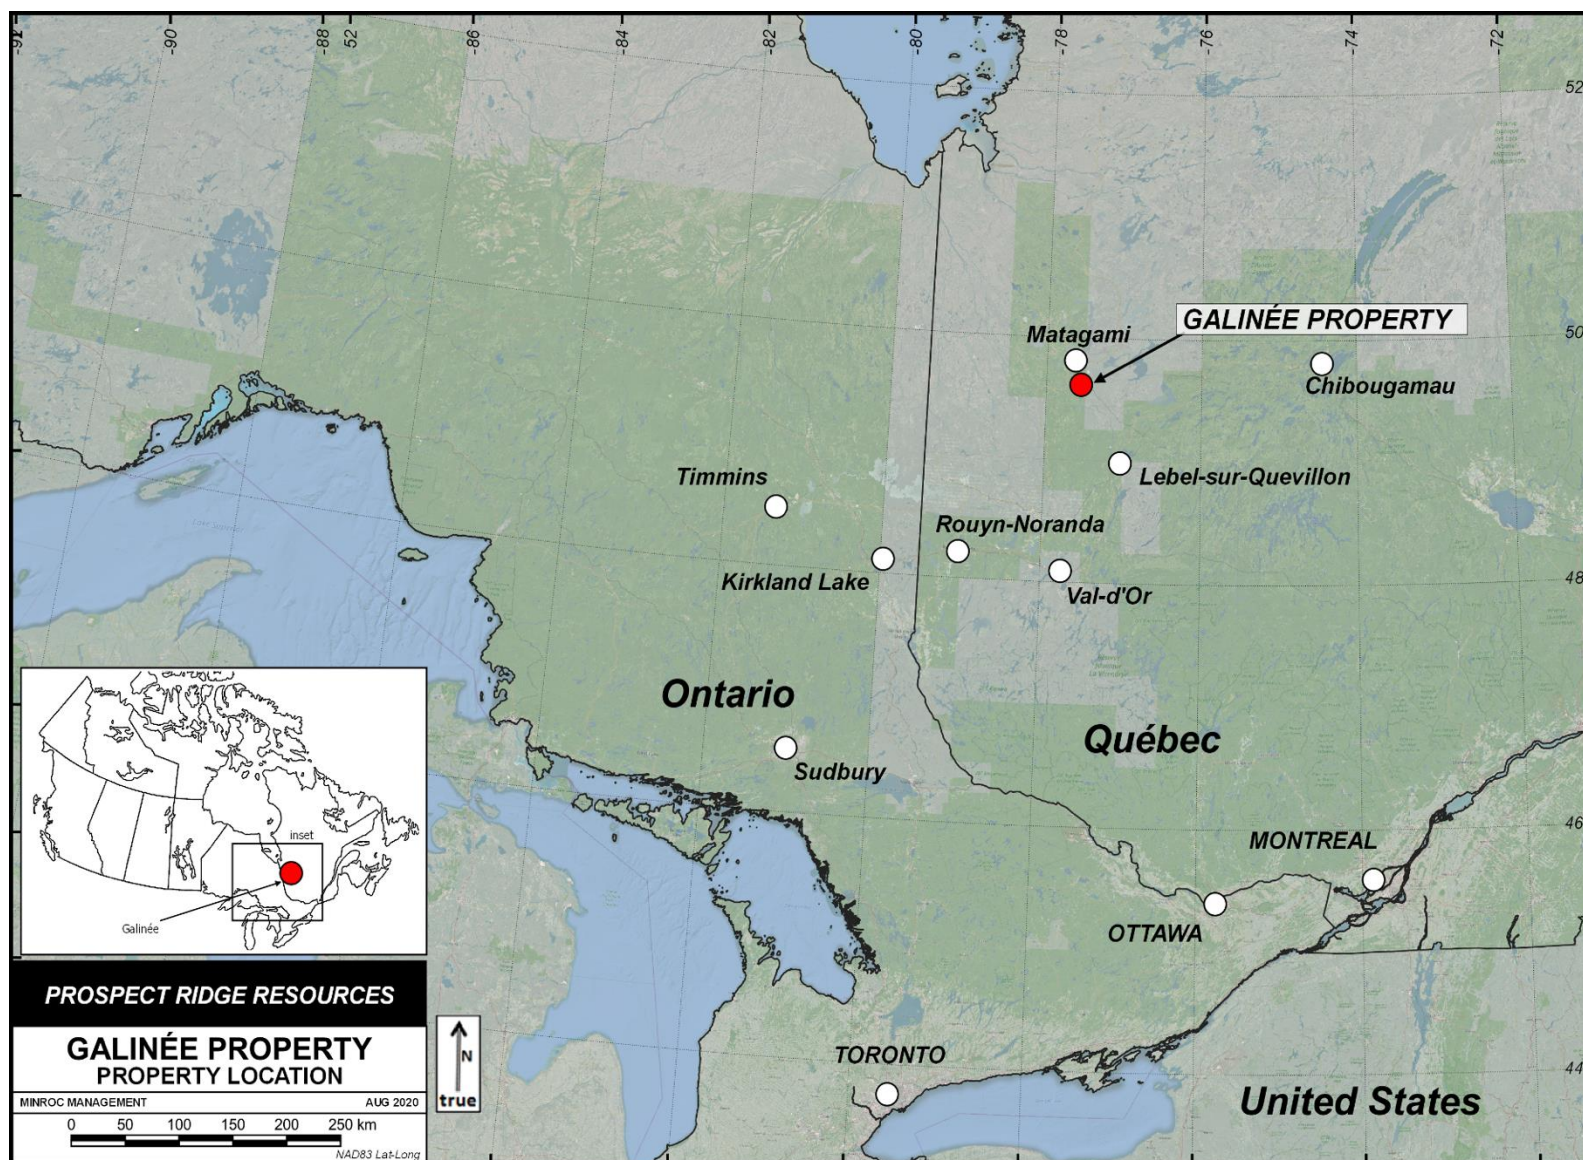 -92
-90
-88
-52
-86
-84
-82
-80
-78
-76
-74
-72
52
50
48
46
44
Matagami
GALINÉE PROPERTY
Chibougamau
Lebel-sur-Quevillon
Timmins
Rouyn-Noranda
Kirkland Lake
Val-d'Or
Ontario
Québec
Sudbury
MONTREAL
OTTAWA
TORONTO
United States
inset
Galinée
PROSPECT RIDGE RESOURCES
GALINÉE PROPERTY
PROPERTY LOCATION
MINROC MANAGEMENT AUG 2020
0 50 100 150 200 250 km
NAD83 Lat-Long
N
true